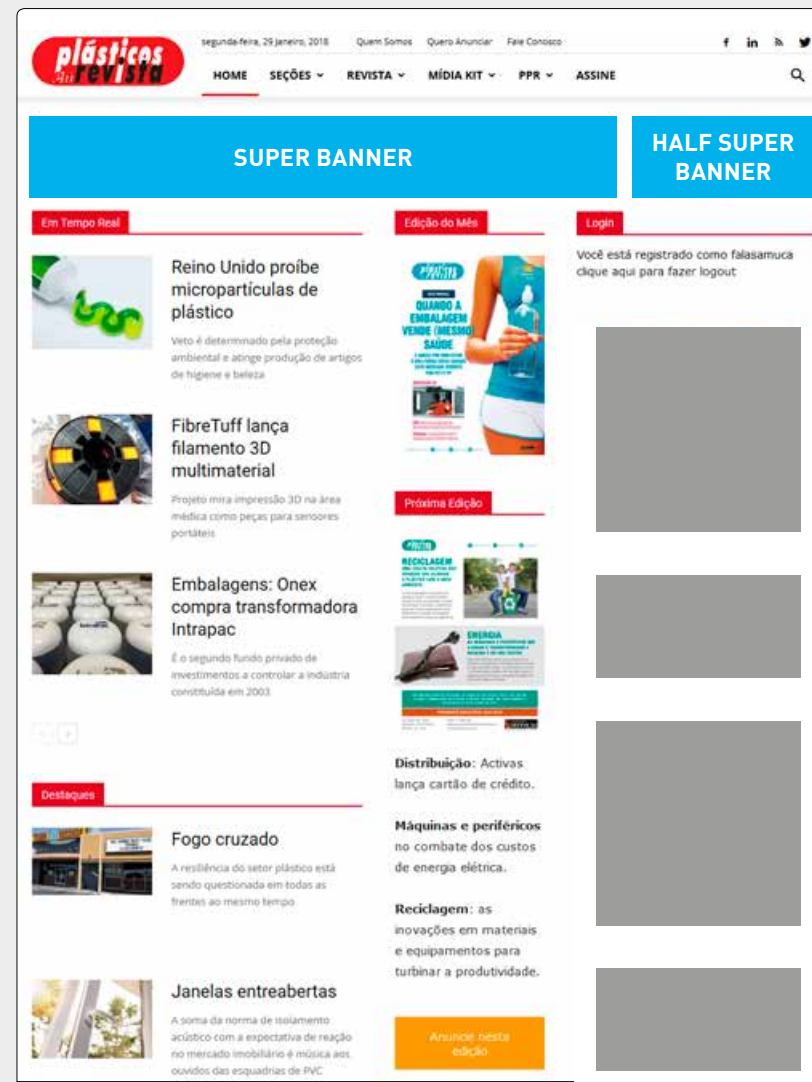 plásticos
em revista
segunda-feira, 29 janeiro, 2018
Quem Somos
Quero Anunciar
Fale Conosco
HOME
SEÇÕES
REVISTA
MÍDIA KIT
PPR
ASSINE
SUPER BANNER
HALF SUPER
BANNER
Em Tempo Real
Reino Unido proíbe
micropartículas de
plástico
Veto é determinado pela proteção
ambiental e atinge produção de artigos
de higiene e beleza
FibreTuff lança
filamento 3D
multimaterial
Projeto mira impressão 3D na área
médica como peças para sensores
portáteis
Embalagens: Onex
compra transformadora
Intrapac
É o segundo fundo privado de
investimentos a controlar a indústria
constituída em 2003
Destaques
Fogo cruzado
A resiliência do setor plástico está
sendo questionada em todas as
frentes ao mesmo tempo
Janelas entreabertas
A soma da norma de isolamento
acústico com a expectativa de reação
no mercado imobiliário é música aos
ouvidos das esquadrias de PVC
Edição do Mês
plásticos
revista
QUANDO A
EMBALAGEM
VENDE (MESMO)
SAÚDE
Próxima Edição
RECICLAGEM
ENERGIA
Distribuição: Activas
lança cartão de crédito.
Máquinas e periféricos
no combate dos custos
de energia elétrica.
Reciclagem: as
inovações em materiais
e equipamentos para
turbinar a produtividade.
Anuncie nesta
edição
Login
Você está registrado como falasamuca
clique aqui para fazer logout